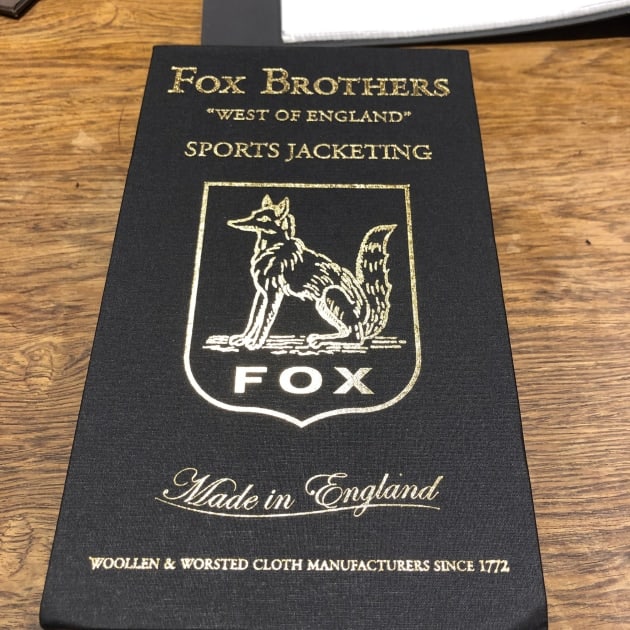 FOX BROTHERS
"WEST OF ENGLAND"
SPORTS JACKETING
FOX
Made in England
WOOLLEN & WORSTED CLOTH MANUFACTURERS SINCE 1772